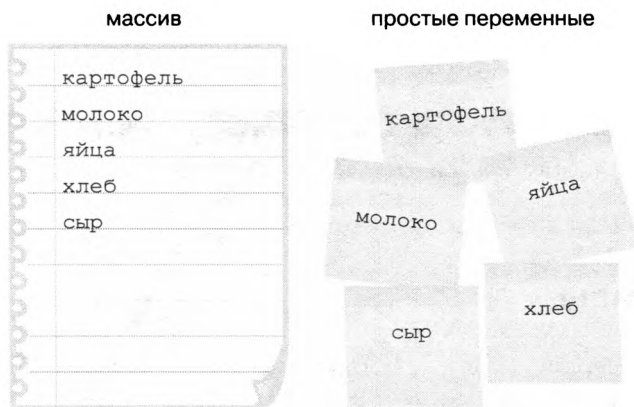 массив
картофель
молоко
яйца
хлеб
сыр
простые переменные
картофель
яйца
молоко
хлеб
сыр